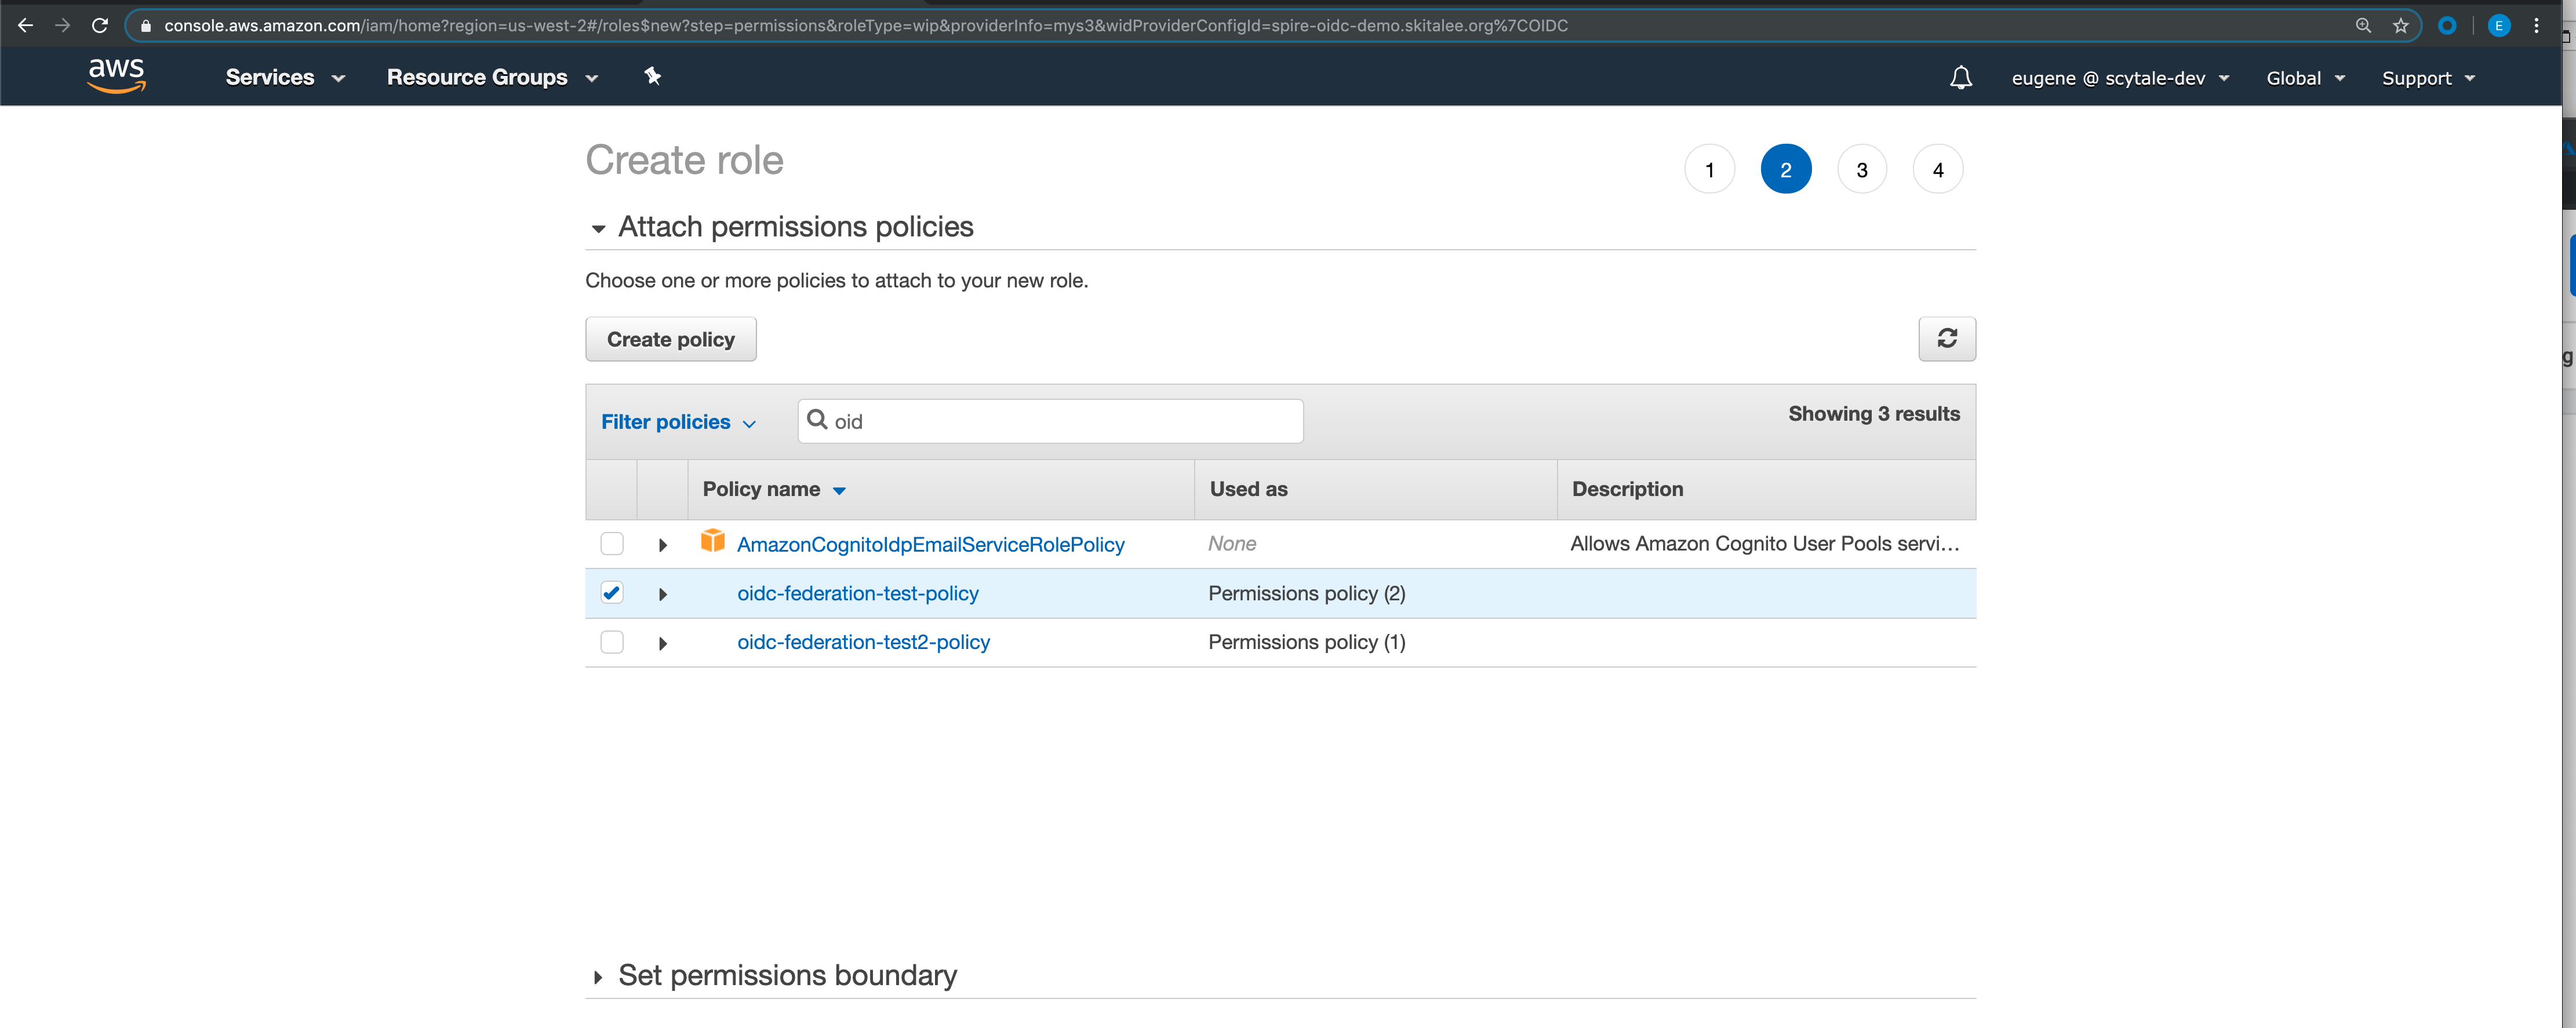 console.aws.amazon.com/iam/home?region=us-west-2#/roles$new?step=permissions&roleType=wip&providerInfo=mys3&widProviderConfigId=spire-oidc-demo.skitalee.org%7COIDC
E
aws Services Resource Groups eugene @ scytale-dev Global Support
Create role 1 2 3 4
Attach permissions policies
Choose one or more policies to attach to your new role.
Create policy
Filter policies oid Showing 3 results
Policy name Used as Description
AmazonCognitoIdpEmailServiceRolePolicy None Allows Amazon Cognito User Pools servi...
oidc-federation-test-policy Permissions policy (2)
oidc-federation-test2-policy Permissions policy (1)
Set permissions boundary